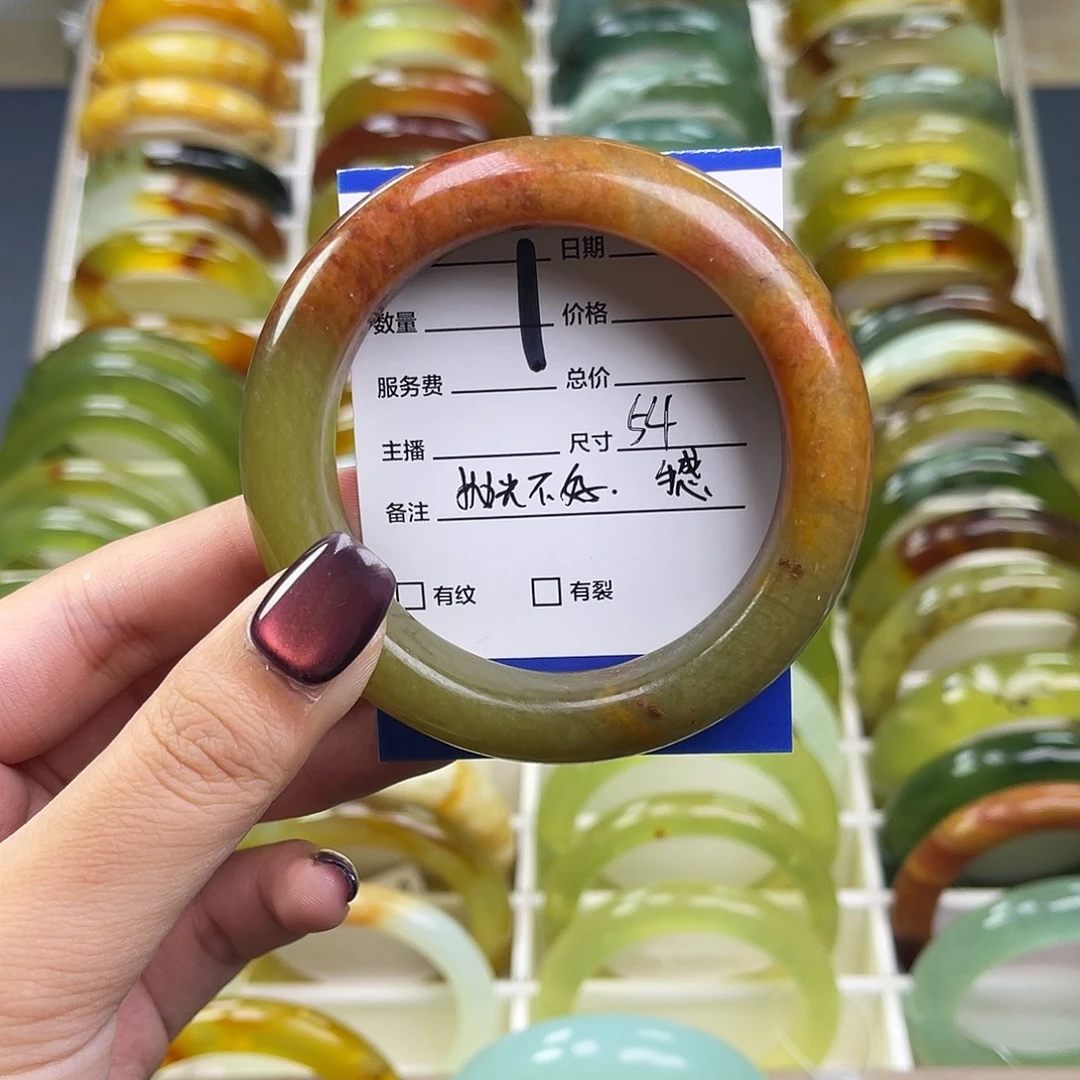 日期
数量 1 价格
服务费 总价
主播 尺寸 54
备注 抛光不好.
有纹 有裂